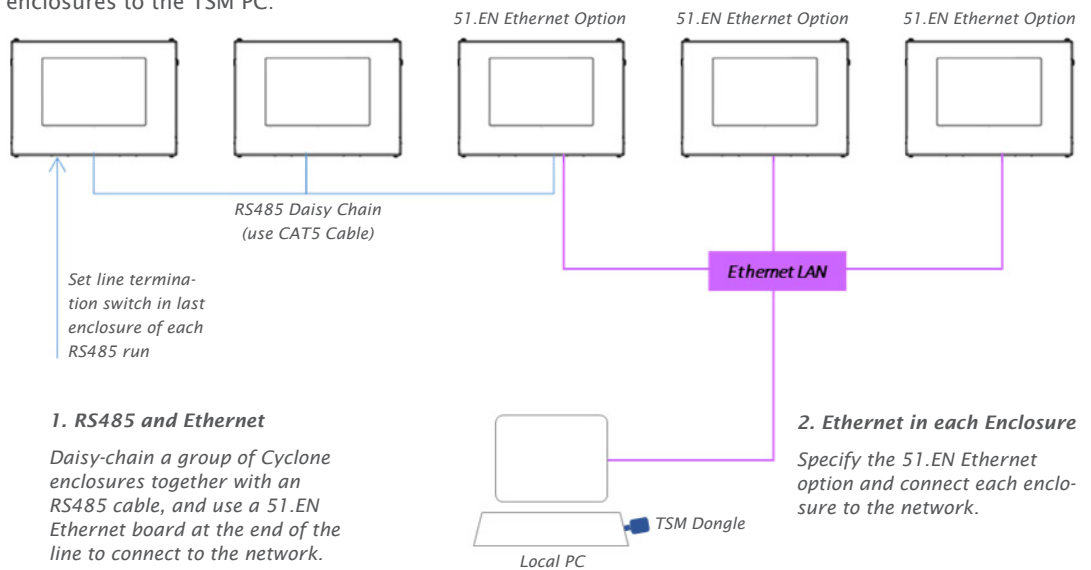 enclosures to the TSM PC.
51.EN Ethernet Option
51.EN Ethernet Option
51.EN Ethernet Option
RS485 Daisy Chain
(use CAT5 Cable)
Ethernet LAN
Set line termina-
tion switch in last
enclosure of each
RS485 run
1. RS485 and Ethernet
Daisy-chain a group of Cyclone
enclosures together with an
RS485 cable, and use a 51.EN
Ethernet board at the end of the
line to connect to the network.
2. Ethernet in each Enclosure
Specify the 51.EN Ethernet
option and connect each enclo-
sure to the network.
TSM Dongle
Local PC